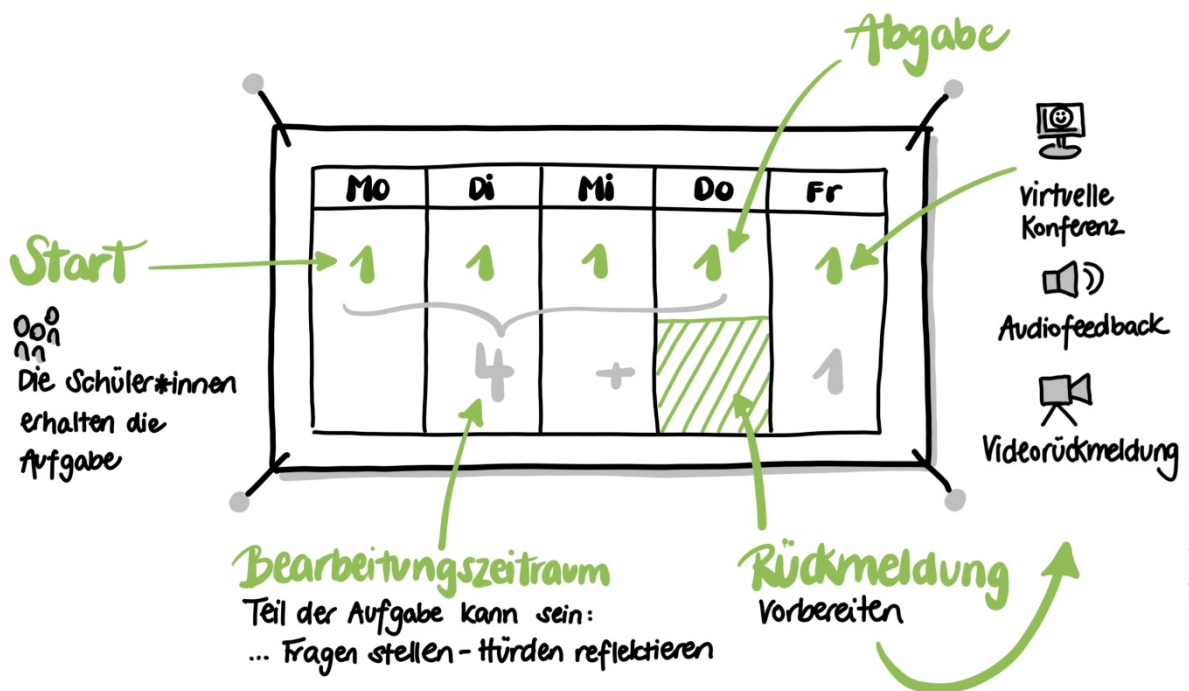 Abgabe
Mo Di Mi Do Fr
Start
1 1 1 1 1
4 + 1
Die Schüler*innen
erhalten die
Aufgabe
virtuelle
Konferenz
Audiofeedback
Videorückmeldung
Bearbeitungszeitraum
Teil der Aufgabe kann sein:
... Fragen stellen - Hürden reflektieren
Rückmeldung
Vorbereiten